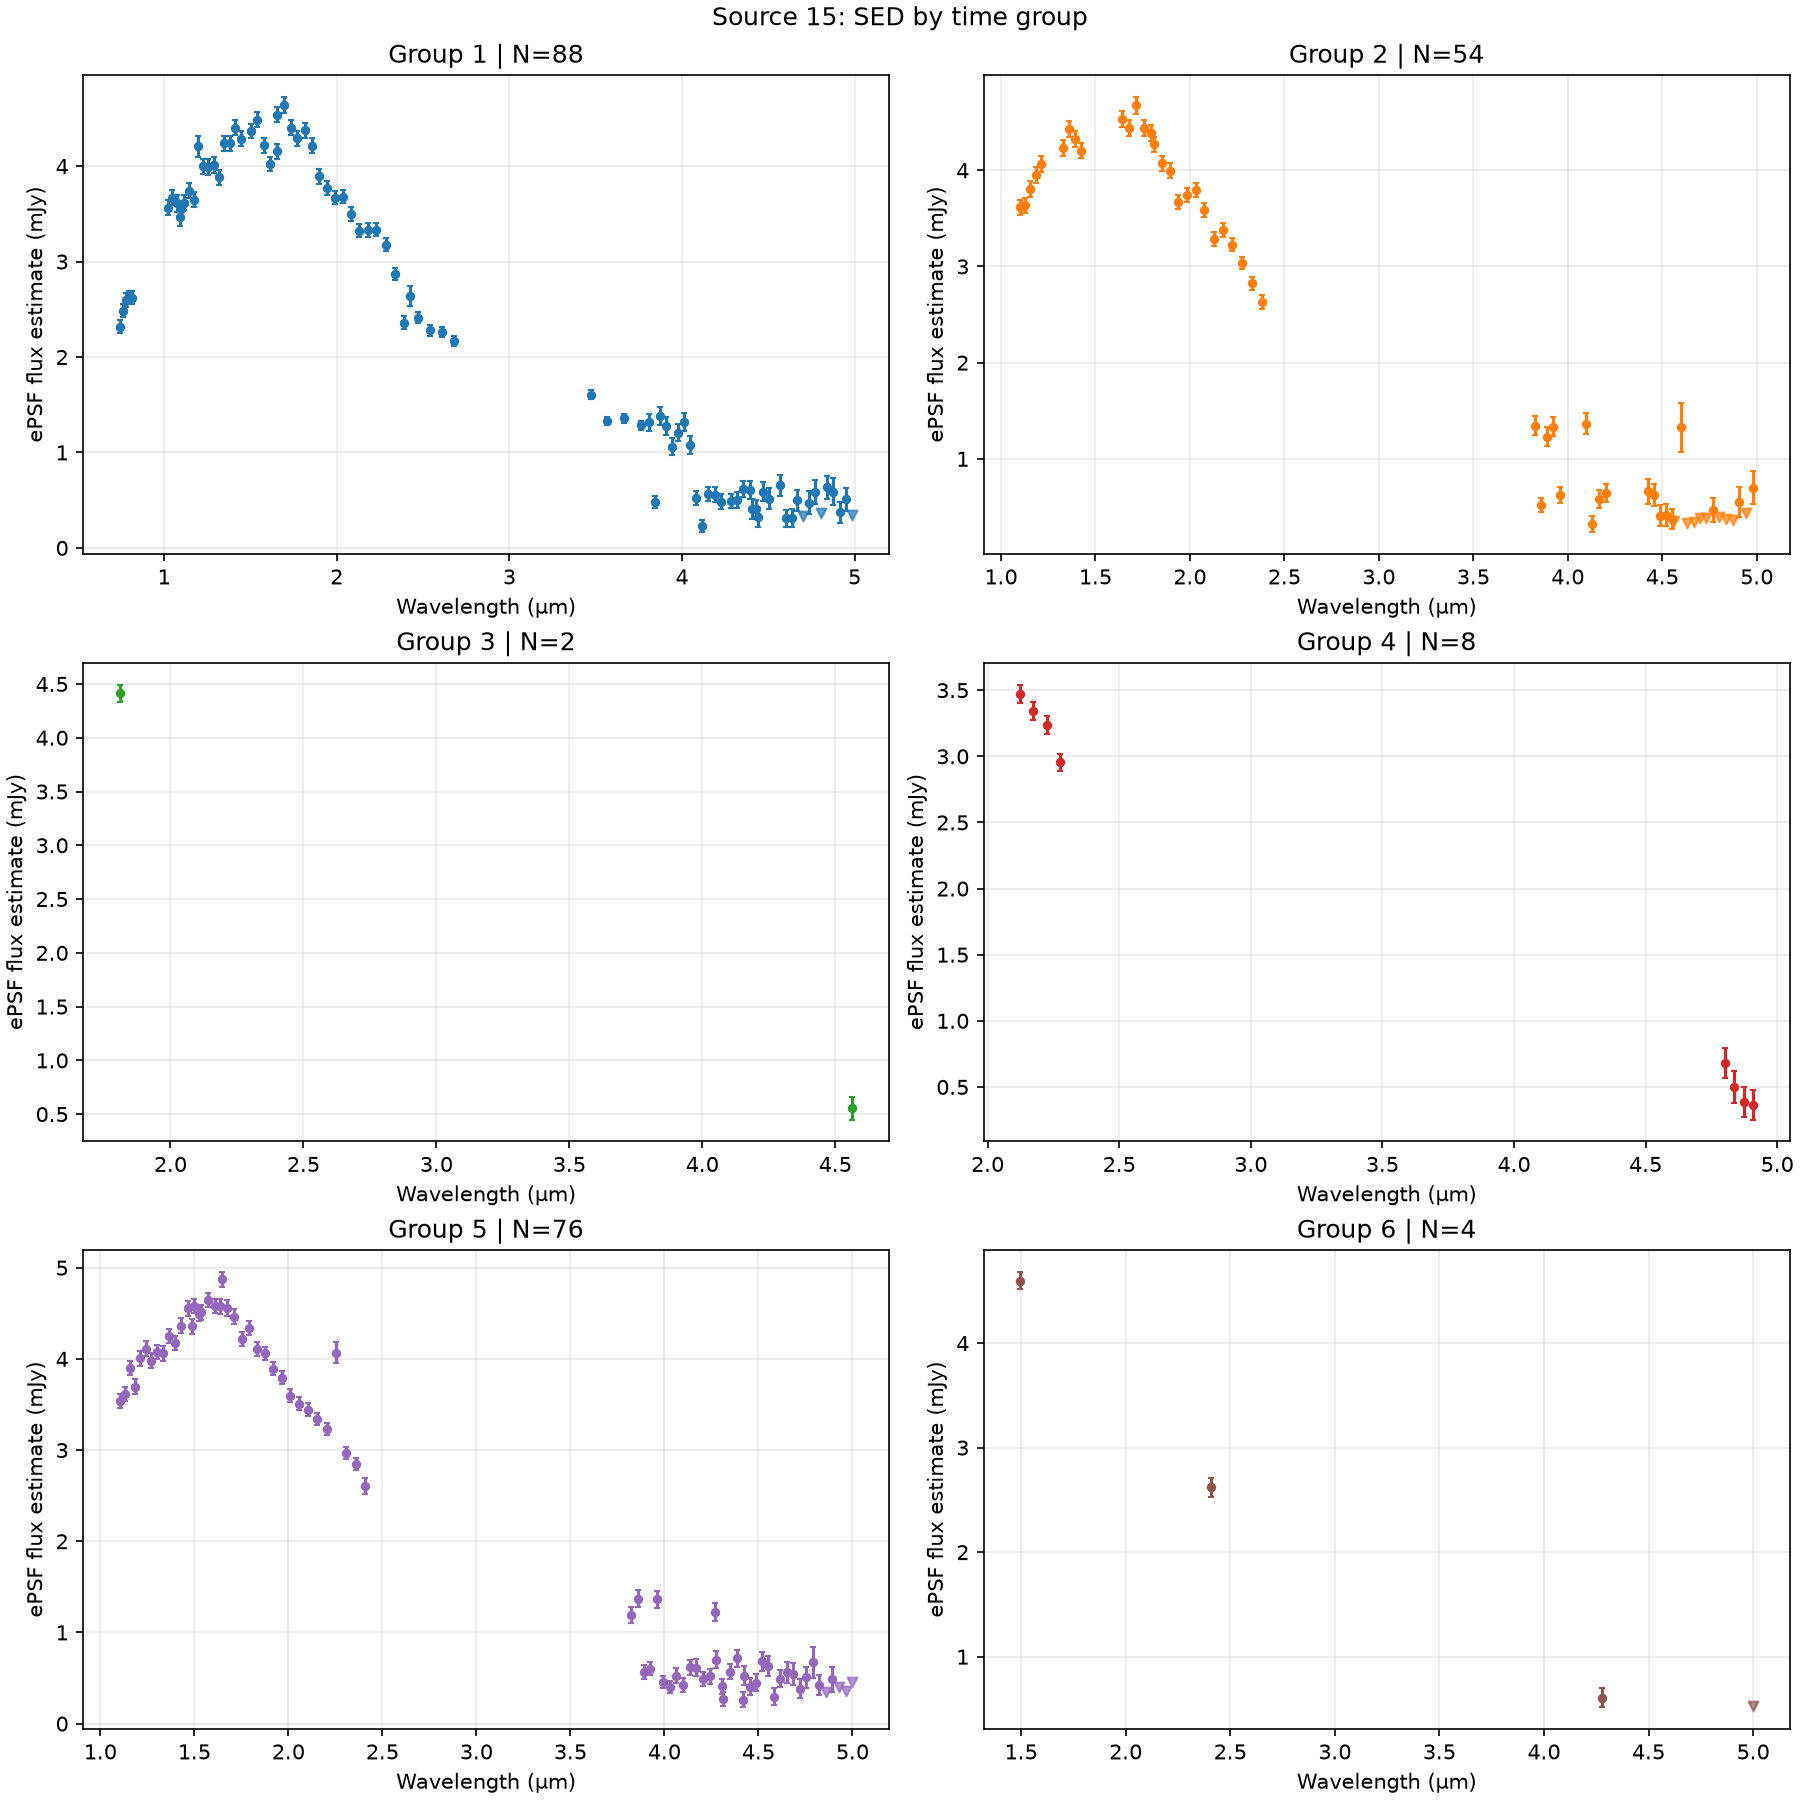 Source 15: SED by time group
Group 1 | N=88
ePSF flux estimate (mJy)
4
3
2
1
0
1 2 3 4 5
Wavelength (µm)
Group 2 | N=54
ePSF flux estimate (mJy)
4
3
2
1
1.0 1.5 2.0 2.5 3.0 3.5 4.0 4.5 5.0
Wavelength (µm)
Group 3 | N=2
ePSF flux estimate (mJy)
4.5
4.0
3.5
3.0
2.5
2.0
1.5
1.0
0.5
2.0 2.5 3.0 3.5 4.0 4.5
Wavelength (µm)
Group 4 | N=8
ePSF flux estimate (mJy)
3.5
3.0
2.5
2.0
1.5
1.0
0.5
2.0 2.5 3.0 3.5 4.0 4.5 5.0
Wavelength (µm)
Group 5 | N=76
ePSF flux estimate (mJy)
5
4
3
2
1
0
1.0 1.5 2.0 2.5 3.0 3.5 4.0 4.5 5.0
Wavelength (µm)
Group 6 | N=4
ePSF flux estimate (mJy)
4
3
2
1
1.5 2.0 2.5 3.0 3.5 4.0 4.5 5.0
Wavelength (µm)